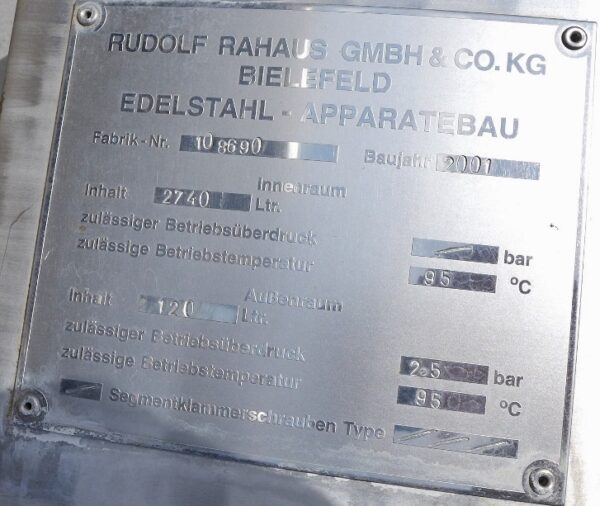 RUDOLF RAHAUS GMBH & CO. KG
BIELEFELD
EDELSTAHL - APPARATEBAU
Fabrik-Nr. 108690 Baujahr 2001
Innenraum
Inhalt 2740 Ltr.
zulässiger Betriebsüberdruck - bar
zulässige Betriebstemperatur 95 °C
Außenraum
Inhalt 120 Ltr.
zulässiger Betriebsüberdruck 2.5 bar
zulässige Betriebstemperatur 95 °C
Segmentklammerschrauben Type